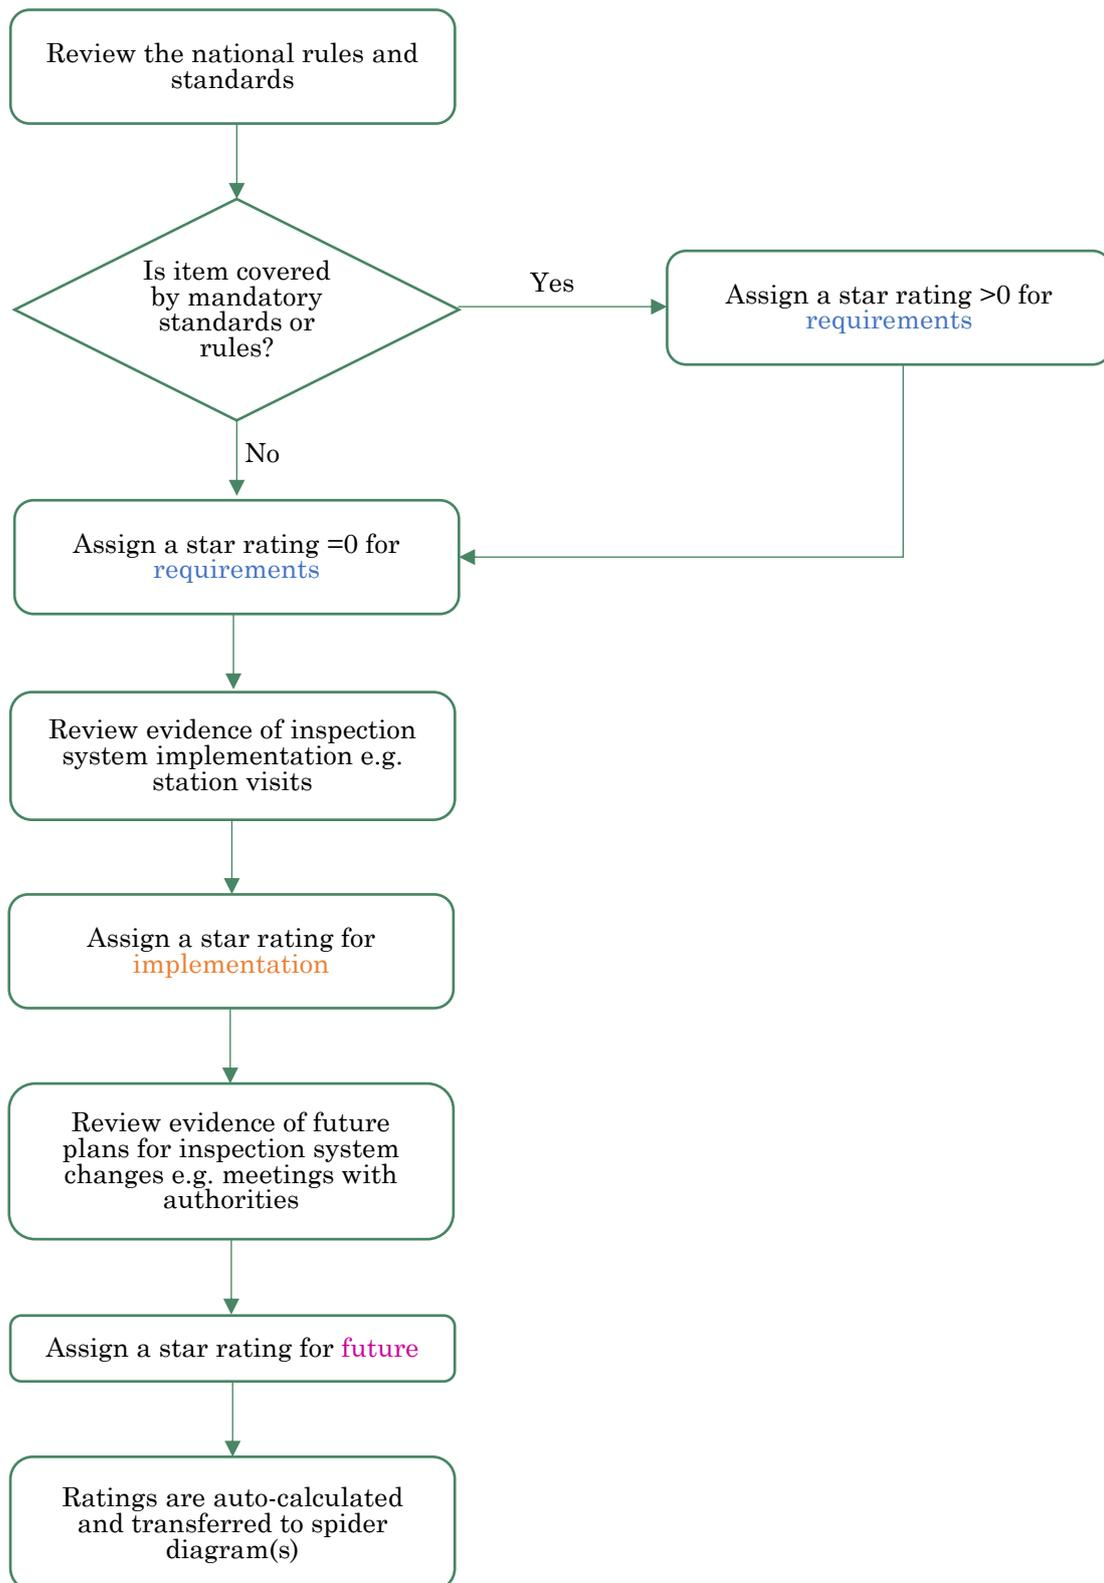 Review the national rules and
standards
Is item covered
by mandatory
standards or
rules?
Yes
Assign a star rating >0 for
requirements
No
Assign a star rating =0 for
requirements
Review evidence of inspection
system implementation e.g.
station visits
Assign a star rating for
implementation
Review evidence of future
plans for inspection system
changes e.g. meetings with
authorities
Assign a star rating for future
Ratings are auto-calculated
and transferred to spider
diagram(s)